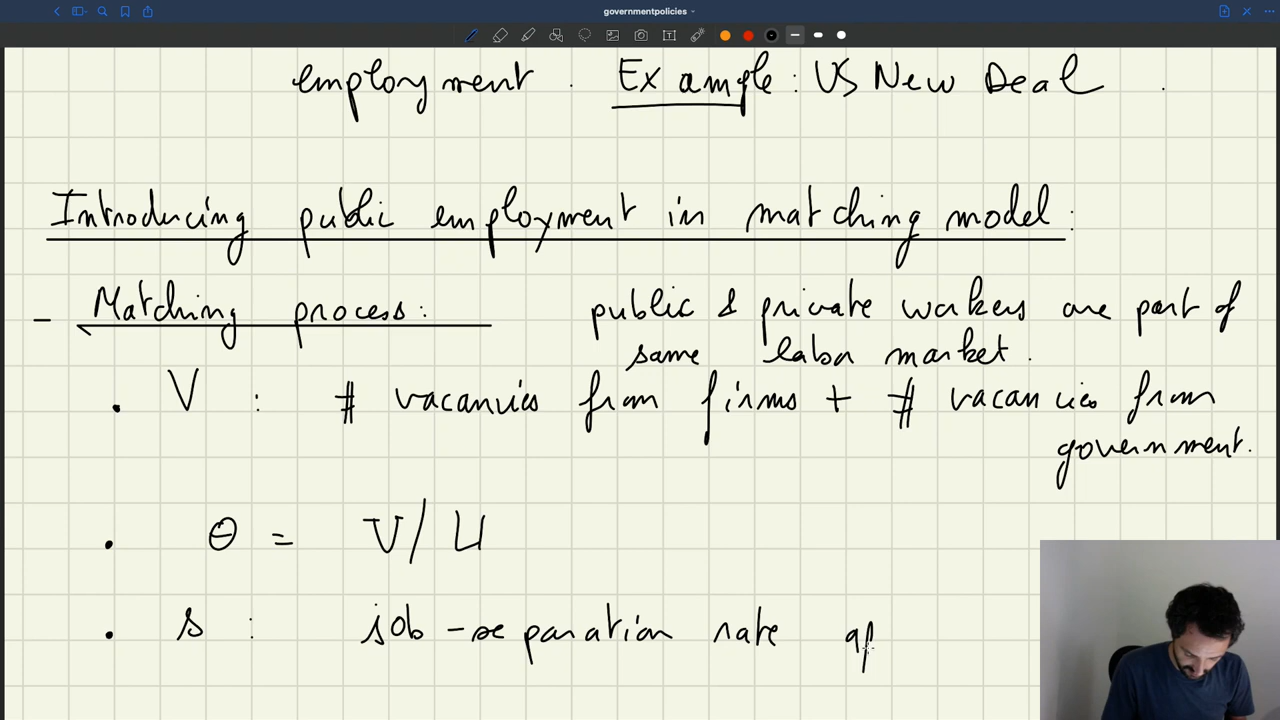 governmentpolicies
employment. Example: US New Deal.
Introducing public employment in matching model:
- Matching process: public & private workers are part of
same labor market.
• V : # vacancies from firms + # vacancies from
government.
• θ = V/U
• s : job-separation rate ap